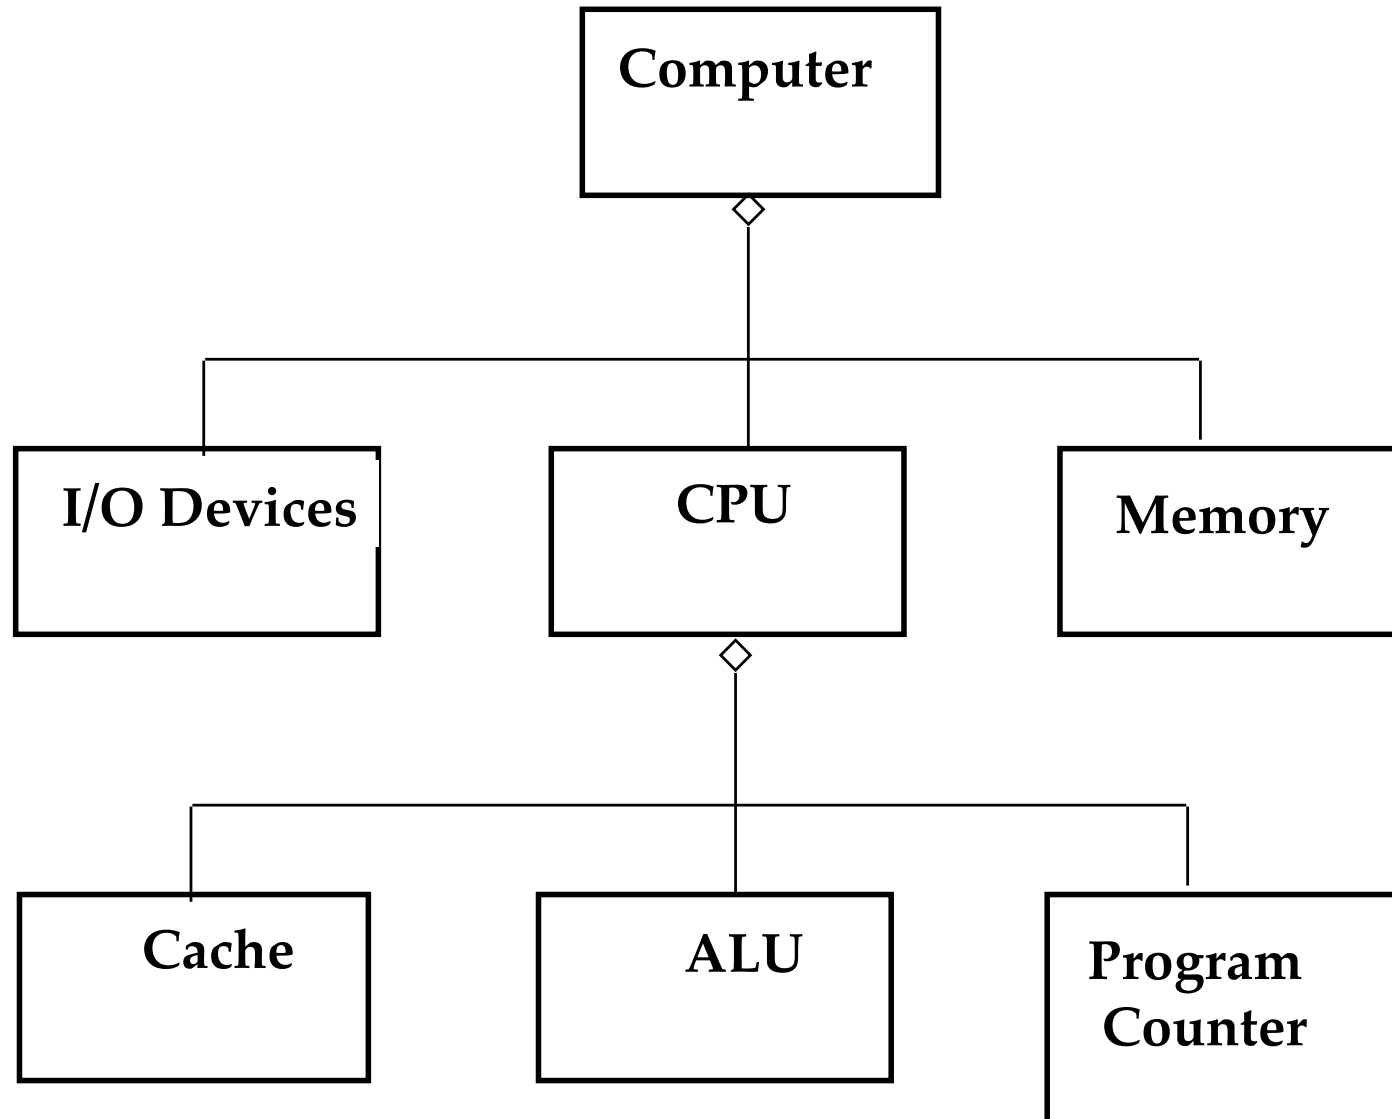 Computer
I/O Devices
CPU
Memory
Cache
ALU
Program
Counter